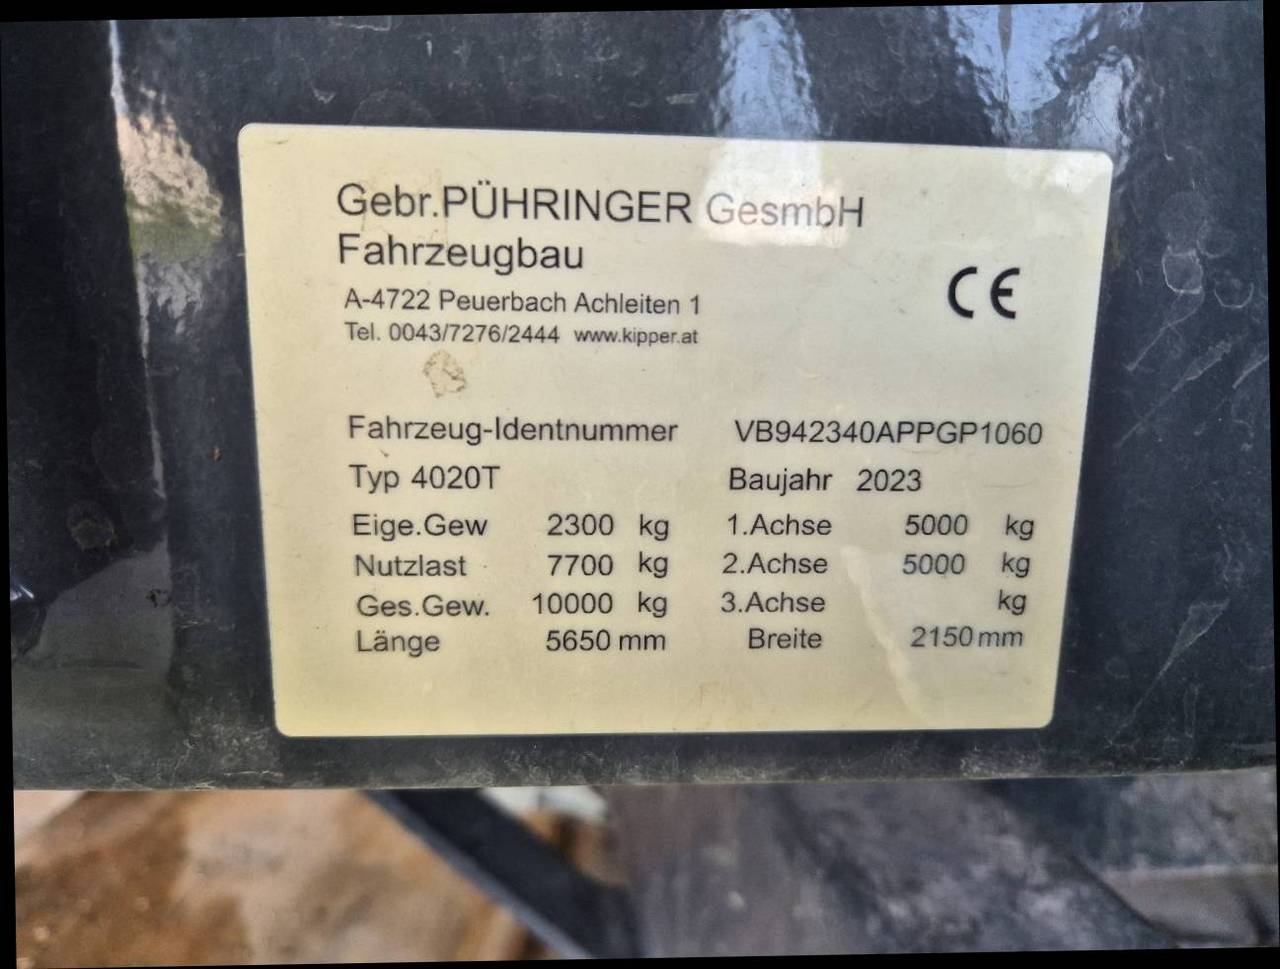 Gebr.PÜHRINGER GesmbH
Fahrzeugbau
A-4722 Peuerbach Achleiten 1
Tel. 0043/7276/2444 www.kipper.at
CE
Fahrzeug-Identnummer VB942340APPGP1060
Typ 4020T Baujahr 2023
Eige.Gew 2300 kg 1.Achse 5000 kg
Nutzlast 7700 kg 2.Achse 5000 kg
Ges.Gew. 10000 kg 3.Achse kg
Länge 5650 mm Breite 2150 mm